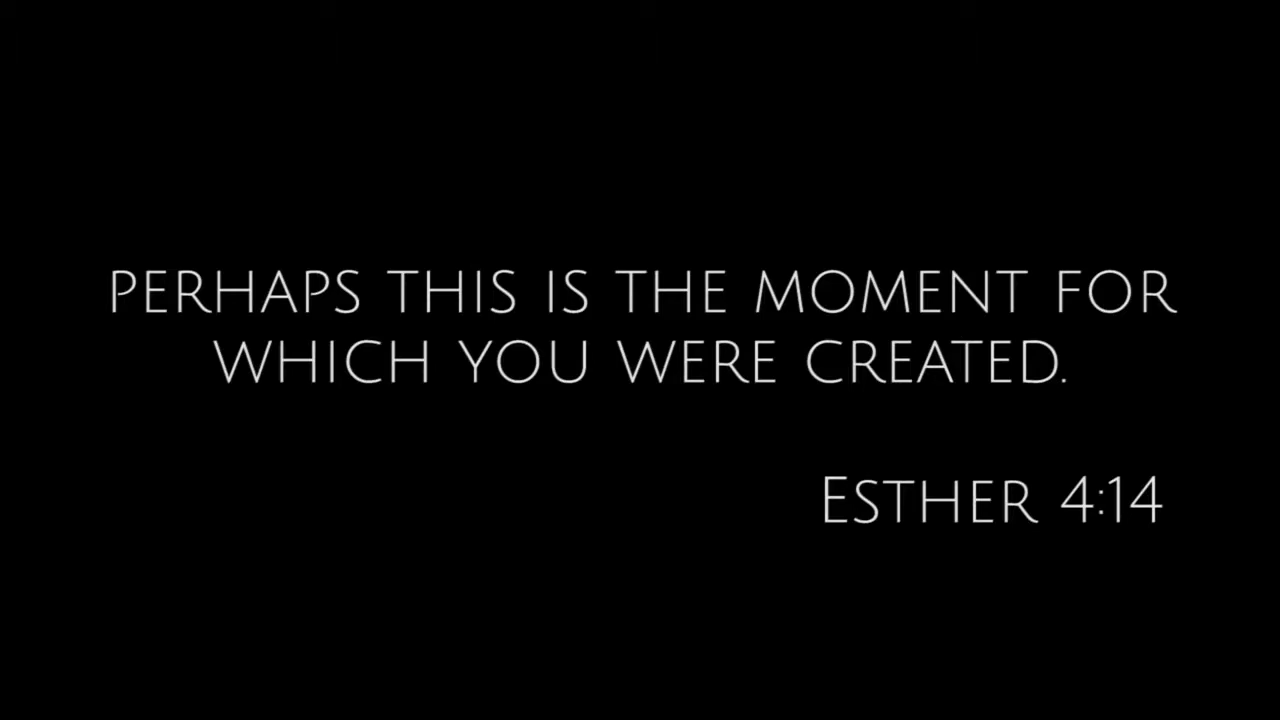 PERHAPS THIS IS THE MOMENT FOR
WHICH YOU WERE CREATED.
ESTHER 4:14